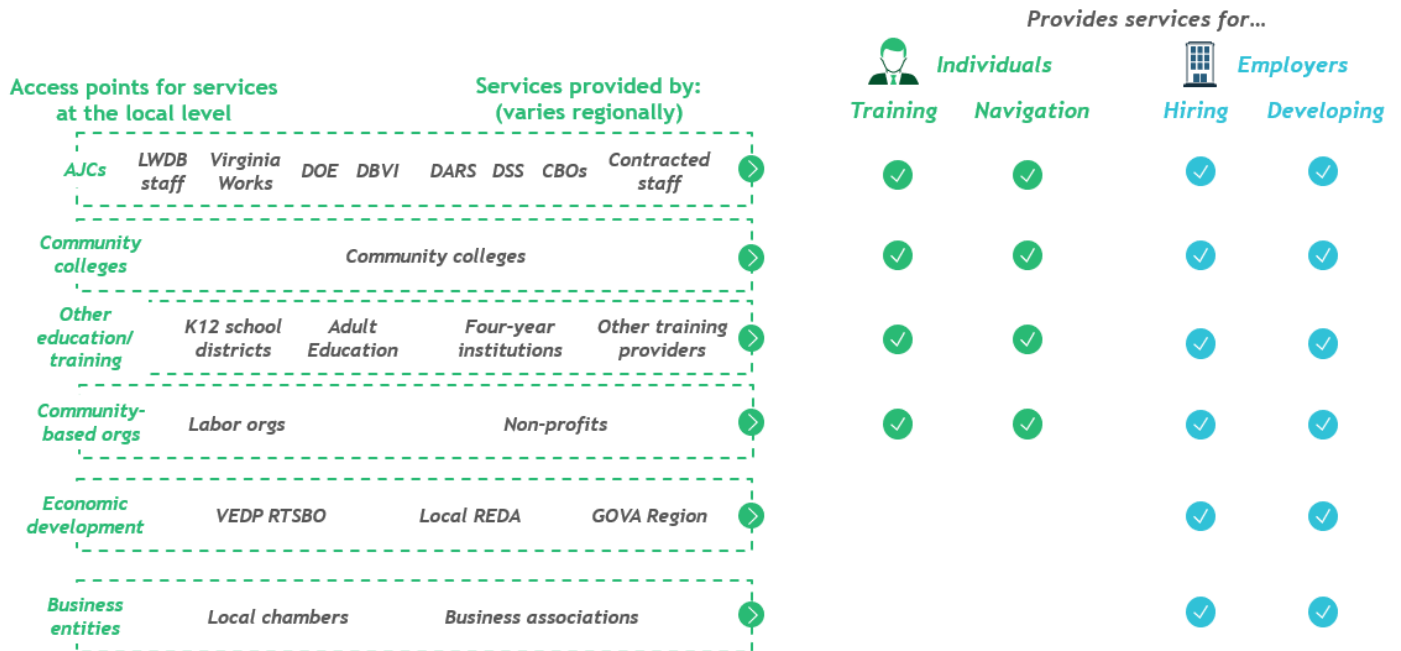 Provides services for…
Individuals
Employers
Access points for services
at the local level
Services provided by:
(varies regionally)
Training
Navigation
Hiring
Developing
AJCs
LWDB
staff
Virginia
Works
DOE
DBVI
DARS
DSS
CBOs
Contracted
staff
Community
colleges
Community colleges
Other
education/
training
K12 school
districts
Adult
Education
Four-year
institutions
Other training
providers
Community-
based orgs
Labor orgs
Non-profits
Economic
development
VEDP RTSBO
Local REDA
GOVA Region
Business
entities
Local chambers
Business associations